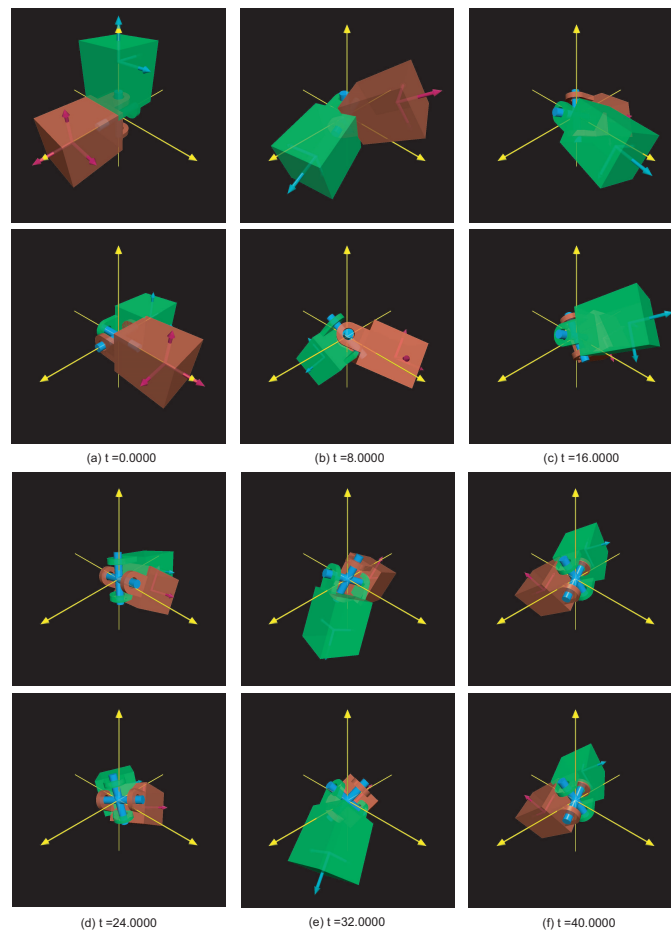 (a) t =0.0000
(b) t =8.0000
(c) t =16.0000
(d) t=24.0000
(e) t =32.0000
(f) t=40.0000